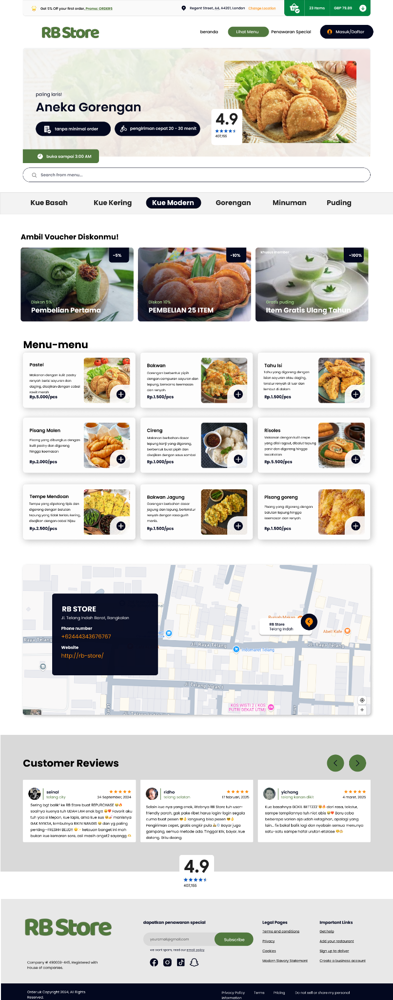 Get 5% Off your first order, Promo: ORDER5
Regent Street, A4, A4201, London Change Location
23 Items
GBP 79.89
RB Store
beranda
Lihat Menu
Penawaran Special
Masuk/Daftar
paling laris!
Aneka Gorengan
tanpa minimal order
pengiriman cepat 20 - 30 menit
4.9
407,155
buka sampai 3:00 AM
Search from menu...
Kue Basah
Kue Kering
Kue Modern
Gorengan
Minuman
Puding
Ambil Voucher Diskonmu!
-5%
Diskon 5%
Pembelian Pertama
-10%
Diskon 10%
PEMBELIAN 25 ITEM
khusus member
-100%
Gratis puding
Item Gratis Ulang Tahun
Menu-menu
Pastel
Makanan dengan kulit pastry
renyah berisi sayuran dan
daging, disajikan dengan cabai
rawit merah.
Rp.5.000/pcs
Bakwan
Gorengan berbentuk pipih
dengan campuran sayuran dan
tepung, berwarna keemasan
dan renyah.
Rp.1.500/pcs
Tahu Isi
Tahu yang digoreng dengan
isian sayuran atau daging,
tekstur renyah di luar dan
lembut di dalam
Rp.1.500/pcs
Pisang Molen
Pisang yang dibungkus dengan
kulit pastry dan digoreng
hingga keemasan
Rp.2.000/pcs
Cireng
Makanan berbahan dasar
tepung kanji yang digoreng,
berbentuk bulat pipih dan
disajikan dengan saus sambal
Rp.1.000/pcs
Risoles
Makanan dengan kulit crepe
yang diisi ragout, dibalut tepung
panir dan digoreng hingga
kecoklatan
Rp.5.500/pcs
Tempe Mendoan
Tempe yang dipotong tipis dan
digoreng dengan balutan
tepung yang tidak terlalu kering,
disajikan dengan cabai hijau
Rp.2.500/pcs
Bakwan Jagung
Gorengan berbahan dasar
jagung dan tepung, bertekstur
renyah dengan rasa gurih
manis.
Rp.1.500/pcs
Pisang goreng
Pisang yang digoreng dengan
balutan tepung hingga
keemasan dan renyah.
Rp.1.500/pcs
RB STORE
Jl. Telang Indah Barat, Bangkalan
Phone number
+62444343676767
Website
http://rb-store/
Rumah Makan
RB Store
Telang Indah
Abell Kafe
Raya Telang
Jl. Raya Telang
Jl. Raya Telang
Indomaret Telang
Jl Telang Indah I
KOS WISTI 2 ( KOS
PUTRI DEKAT UTM)
Customer Reviews
seinal
telang city
24 September, 2024
Sering bgt balik² ke RB Store buat REPURCHASE 😭🔥
soalnya kuenya tuh UDAH LAH enak bgtt 😩❤️ Favorit aku
tuh yaa si klepon, kue lapis, ama kue sus 🥹💅 manisnya
GAK NYIKSA, lembutnya BIKIN NANGIS 😭 dan yg paling
penting—FRESHH BEUD!! 😋✨ ketauan banget ini mah
bukan kue kemaren sore, asli masih anget2 sayangg 🫶
ridho
telang selatan
17 februari, 2025
Selain kue nya yang enak, Webnya RB Store tuh user-
friendly parah, gak pake ribet harus login-login segala
cuma buat pesen 😎👌 langsung bisa pesen 😎👌
Pengiriman cepet, gratis ongkir pula 🛵💨 Bayar juga
gampang, semua metode ada. Tinggal klik, bayar, kue
dateng. Gitu doang.
yichang
telang kanan dikit
4 maret, 2025
Kue basahnya GOKIL BETTZZZ 🤯🔥 dari rasa, tekstur,
sampe tampilannya tuh niat abis 😭❤️ Baru coba
beberapa varian aja udah ketagihan, apalagi yang
lain... fix bakal balik lagi dan nyobain semua menunya
satu-satu sampe hafal urutan etalase 😤🍰
4.9
407,155
RB Store
Company # 490039-445, Registered with
House of companies.
dapatkan penawaran special
youremail@gmail.com
Subscribe
we wont spam, read our email policy
Legal Pages
Terms and conditions
Privacy
Cookies
Modern Slavery Statement
Important Links
Get help
Add your restaurant
Sign up to deliver
Create a business account
Order.uk Copyright 2024, All Rights
Reserved.
Privacy Policy
Terms
Pricing
Do not sell or share my personal
information